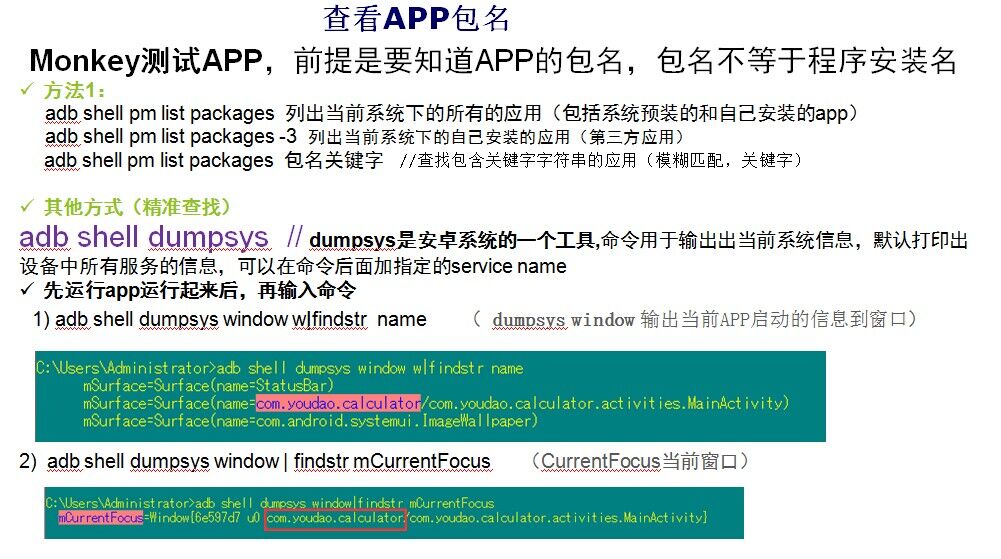 查看APP包名
Monkey测试APP，前提是要知道APP的包名，包名不等于程序安装名
✓ 方法1：
adb shell pm list packages 列出当前系统下的所有的应用（包括系统预装的和自己安装的app）
adb shell pm list packages -3 列出当前系统下的自己安装的应用（第三方应用）
adb shell pm list packages 包名关键字 //查找包含关键字字符串的应用（模糊匹配，关键字）
✓ 其他方式（精准查找）
adb shell dumpsys // dumpsys是安卓系统的一个工具,命令用于输出出当前系统信息，默认打印出
设备中所有服务的信息，可以在命令后面加指定的service name
✓ 先运行app运行起来后，再输入命令
1) adb shell dumpsys window w|findstr name （ dumpsys window 输出当前APP启动的信息到窗口）
C:\Users\Administrator>adb shell dumpsys window w|findstr name
mSurface=Surface(name=StatusBar)
mSurface=Surface(name=com.youdao.calculator/com.youdao.calculator.activities.MainActivity)
mSurface=Surface(name=com.android.systemui.ImageWallpaper)
2) adb shell dumpsys window | findstr mCurrentFocus （CurrentFocus当前窗口）
C:\Users\Administrator>adb shell dumpsys window|findstr mCurrentFocus
mCurrentFocus=Window{6e597d7 u0 com.youdao.calculator/com.youdao.calculator.activities.MainActivity}